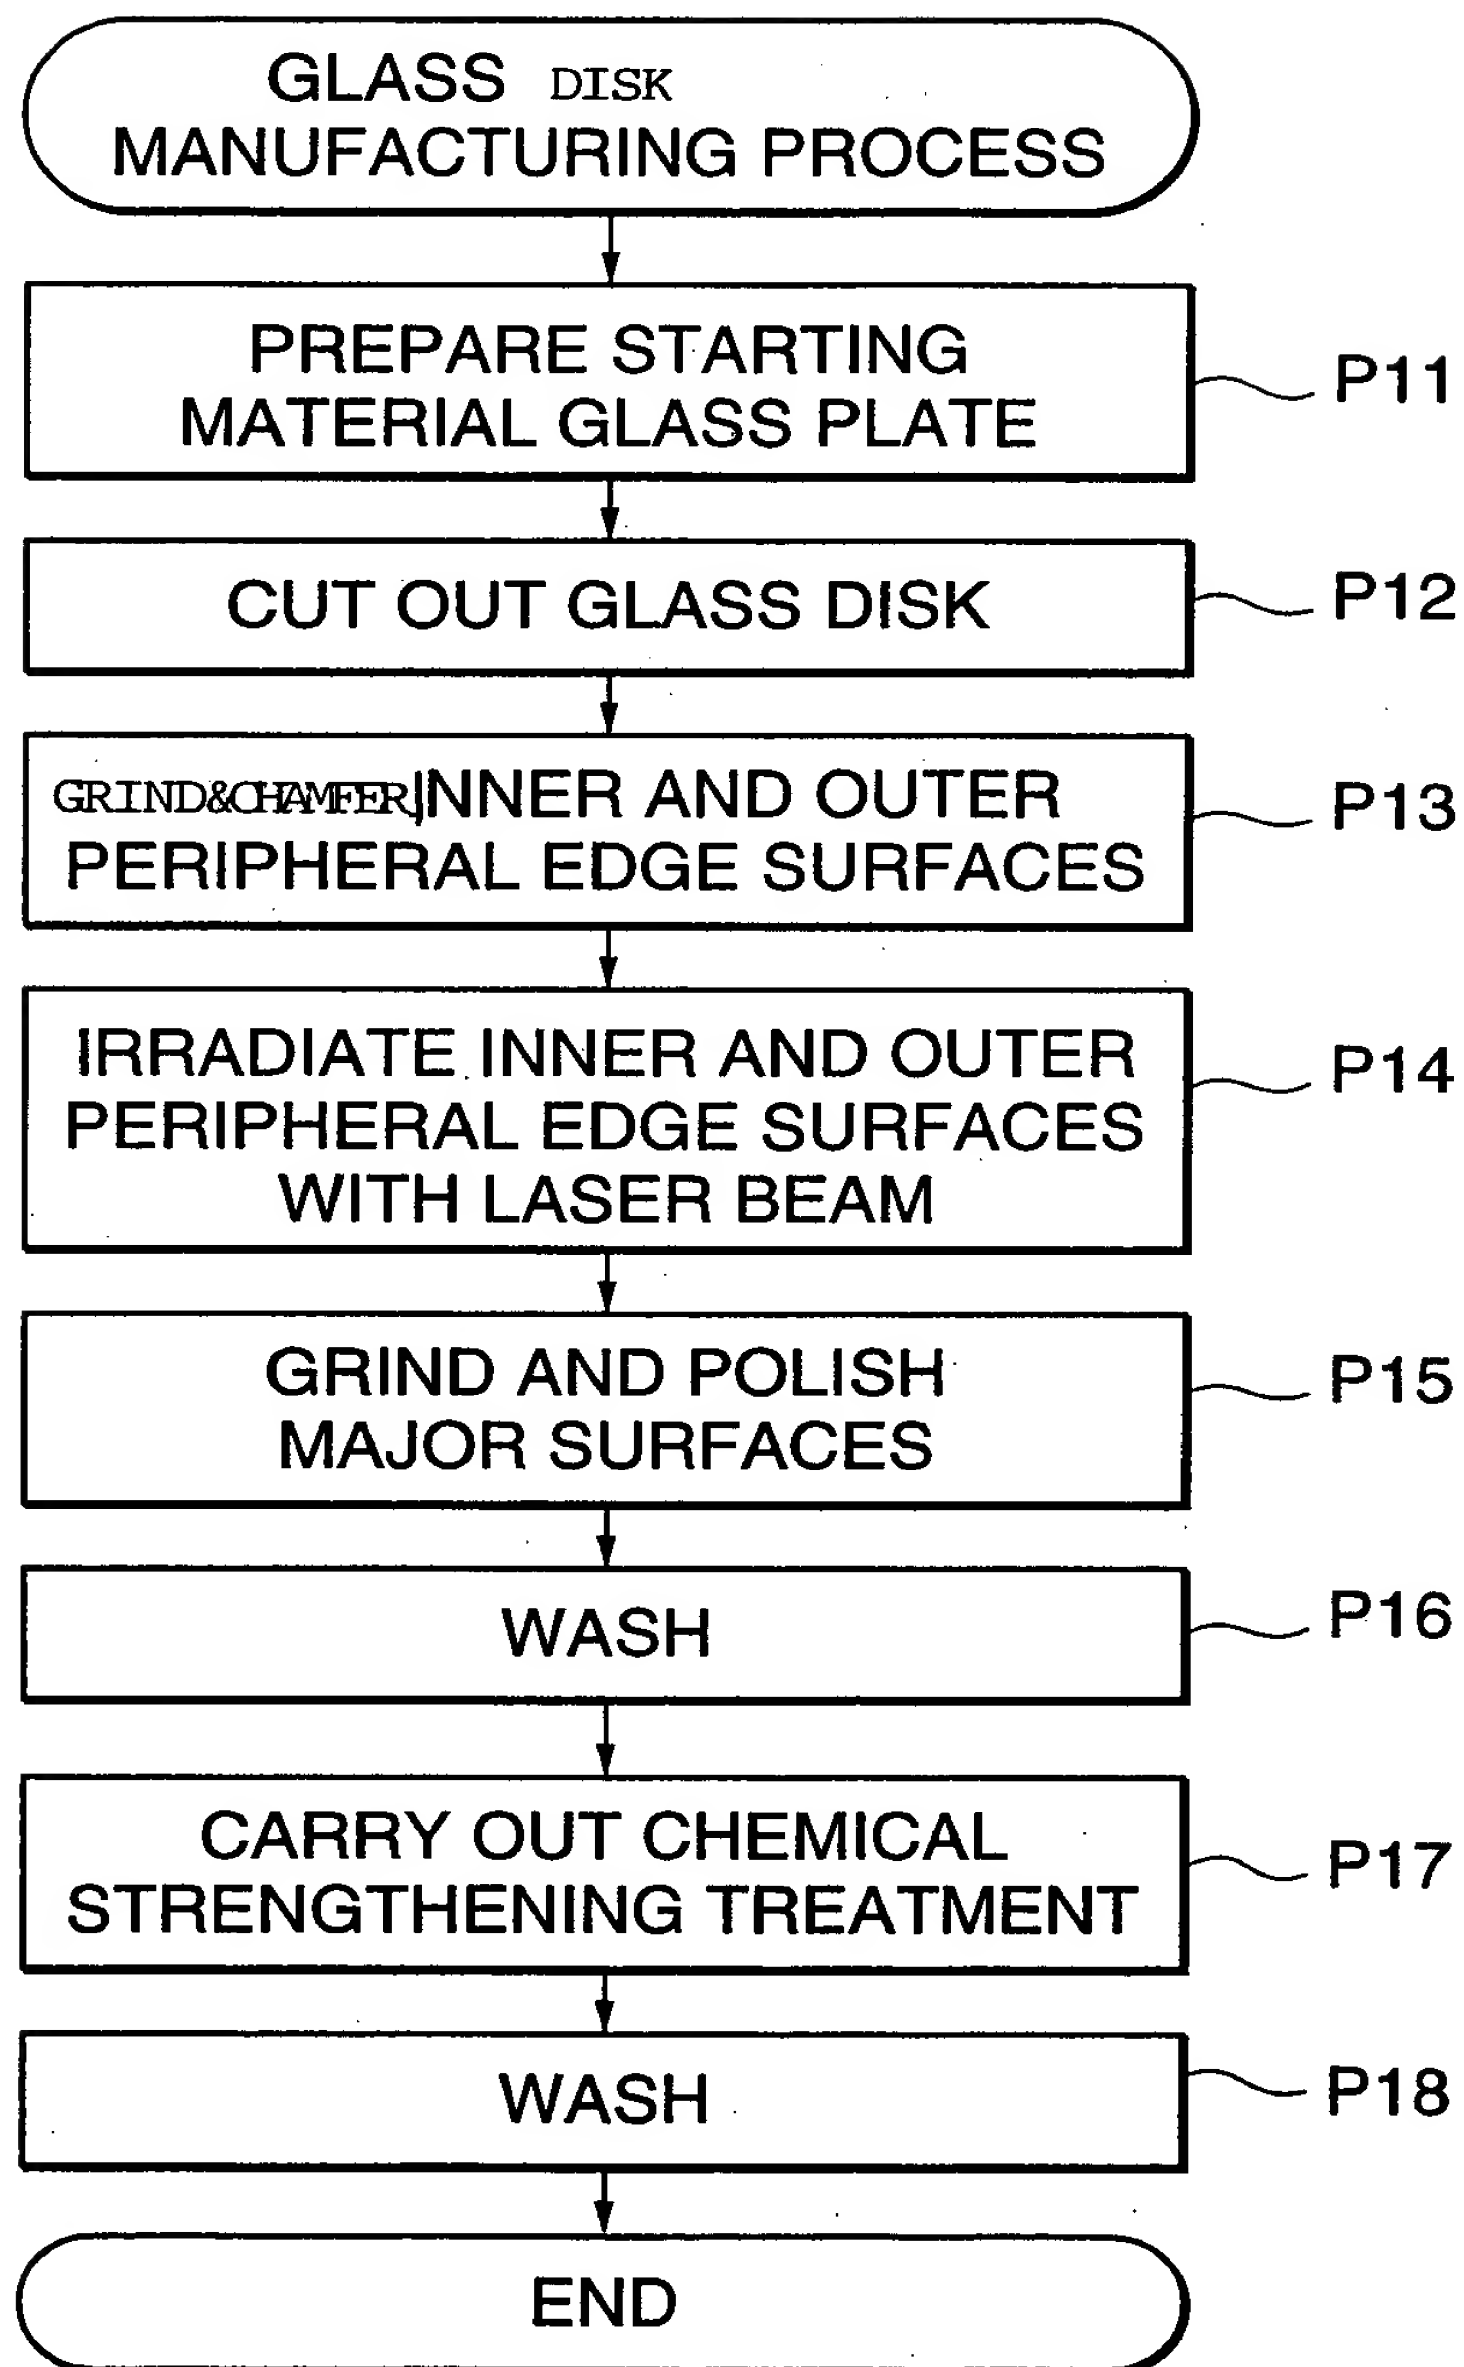 GLASS DISK
MANUFACTURING PROCESS
PREPARE STARTING
MATERIAL GLASS PLATE
P11
CUT OUT GLASS DISK
P12
GRIND&CHAMFER INNER AND OUTER
PERIPHERAL EDGE SURFACES
P13
IRRADIATE INNER AND OUTER
PERIPHERAL EDGE SURFACES
WITH LASER BEAM
P14
GRIND AND POLISH
MAJOR SURFACES
P15
WASH
P16
CARRY OUT CHEMICAL
STRENGTHENING TREATMENT
P17
WASH
P18
END